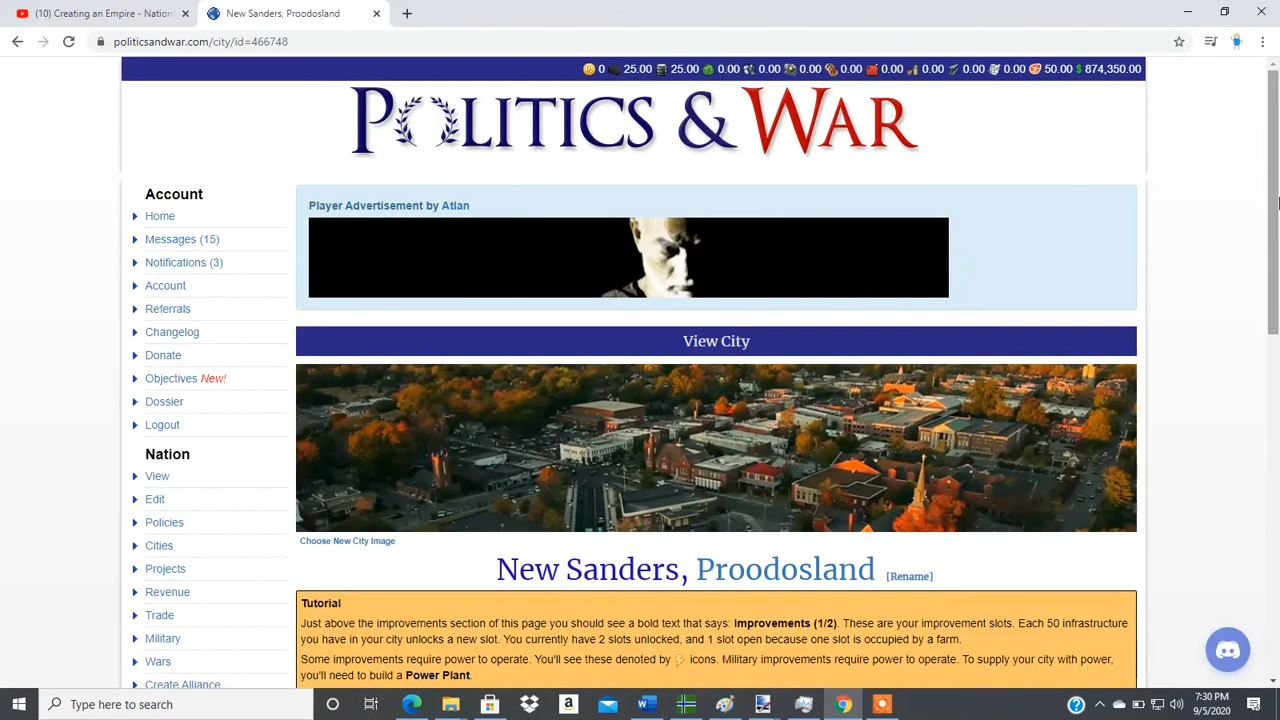 (10) Creating an Empire - Nation
New Sanders, Proodosland
politicsandwar.com/city/id=466748
0 25.00 25.00 0.00 0.00 0.00 0.00 0.00 0.00 0.00 0.00 50.00 $ 874,350.00
POLITICS & WAR
Account
Home
Messages (15)
Notifications (3)
Account
Referrals
Changelog
Donate
Objectives New!
Dossier
Logout
Nation
View
Edit
Policies
Cities
Projects
Revenue
Trade
Military
Wars
Create Alliance
Player Advertisement by Atlan
View City
Choose New City Image
New Sanders, Proodosland [Rename]
Tutorial
Just above the improvements section of this page you should see a bold text that says: Improvements (1/2). These are your improvement slots. Each 50 infrastructure
you have in your city unlocks a new slot. You currently have 2 slots unlocked, and 1 slot open because one slot is occupied by a farm.
Some improvements require power to operate. You'll see these denoted by icons. Military improvements require power to operate. To supply your city with power,
you'll need to build a Power Plant.
Type here to search
7:30 PM
9/5/2020